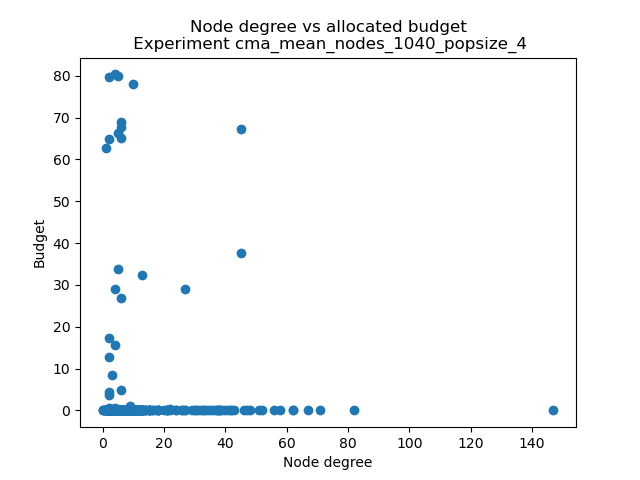 Node degree vs allocated budget
Experiment cma_mean_nodes_1040_popsize_4
80
70
60
50
40
30
20
10
0
Budget
0 20 40 60 80 100 120 140
Node degree